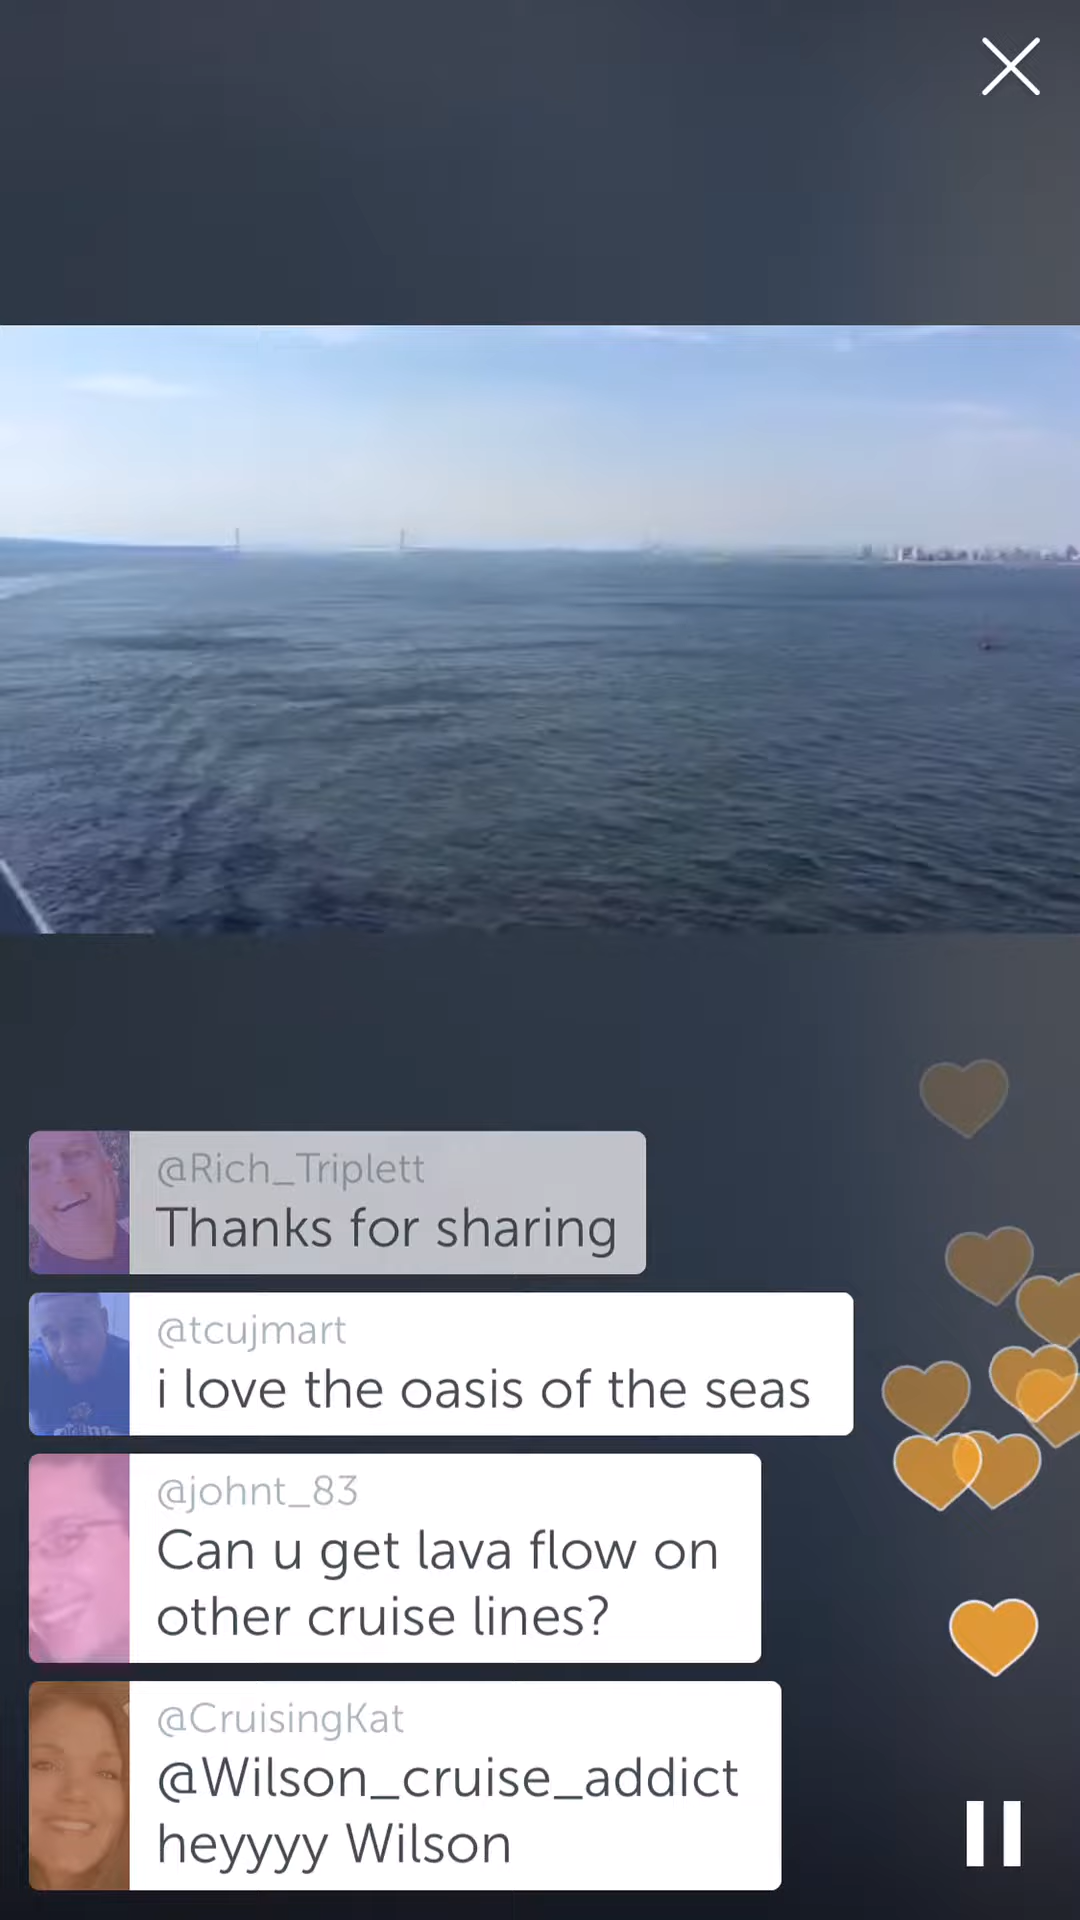 @Rich_Triplett
Thanks for sharing
@tcujmart
i love the oasis of the seas
@johnt_83
Can u get lava flow on
other cruise lines?
@CruisingKat
@Wilson_cruise_addict
heyyyy Wilson